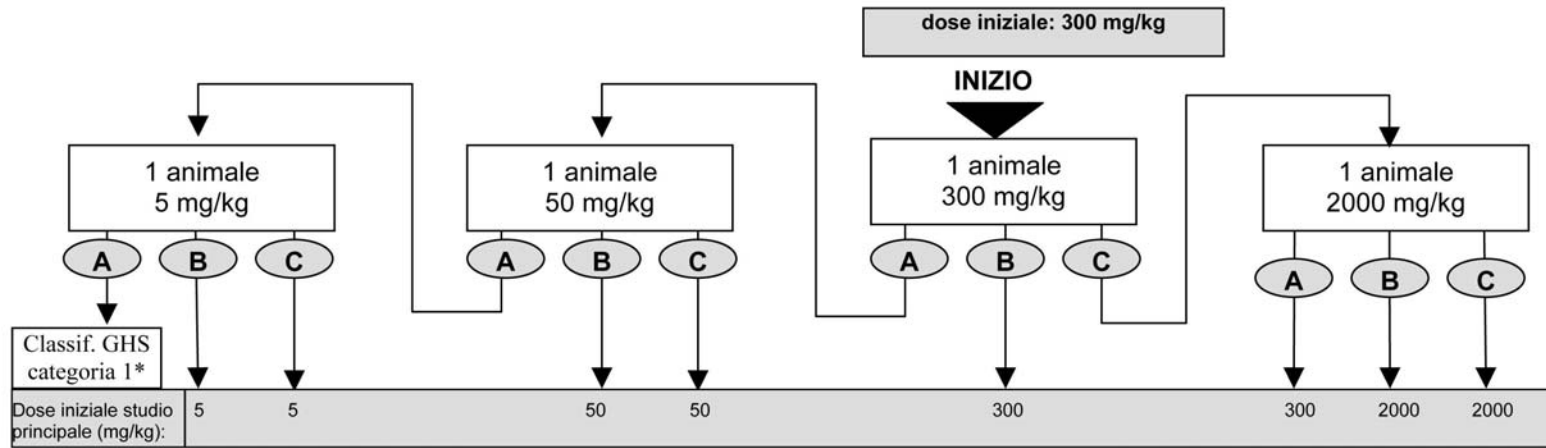 dose iniziale: 300 mg/kg
INIZIO
1 animale
5 mg/kg
1 animale
50 mg/kg
1 animale
300 mg/kg
1 animale
2000 mg/kg
A B C A B C A B C A B C
Classif. GHS
categoria 1*
Dose iniziale studio
principale (mg/kg):
5 5 50 50 300 300 2000 2000